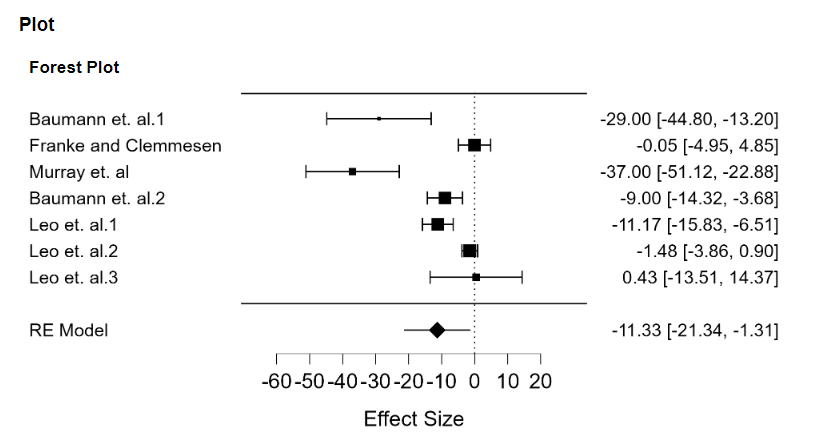 Plot
Forest Plot
Baumann et. al.1 -29.00 [-44.80, -13.20]
Franke and Clemmesen -0.05 [-4.95, 4.85]
Murray et. al -37.00 [-51.12, -22.88]
Baumann et. al.2 -9.00 [-14.32, -3.68]
Leo et. al.1 -11.17 [-15.83, -6.51]
Leo et. al.2 -1.48 [-3.86, 0.90]
Leo et. al.3 0.43 [-13.51, 14.37]
RE Model -11.33 [-21.34, -1.31]
-60 -50 -40 -30 -20 -10 0 10 20
Effect Size